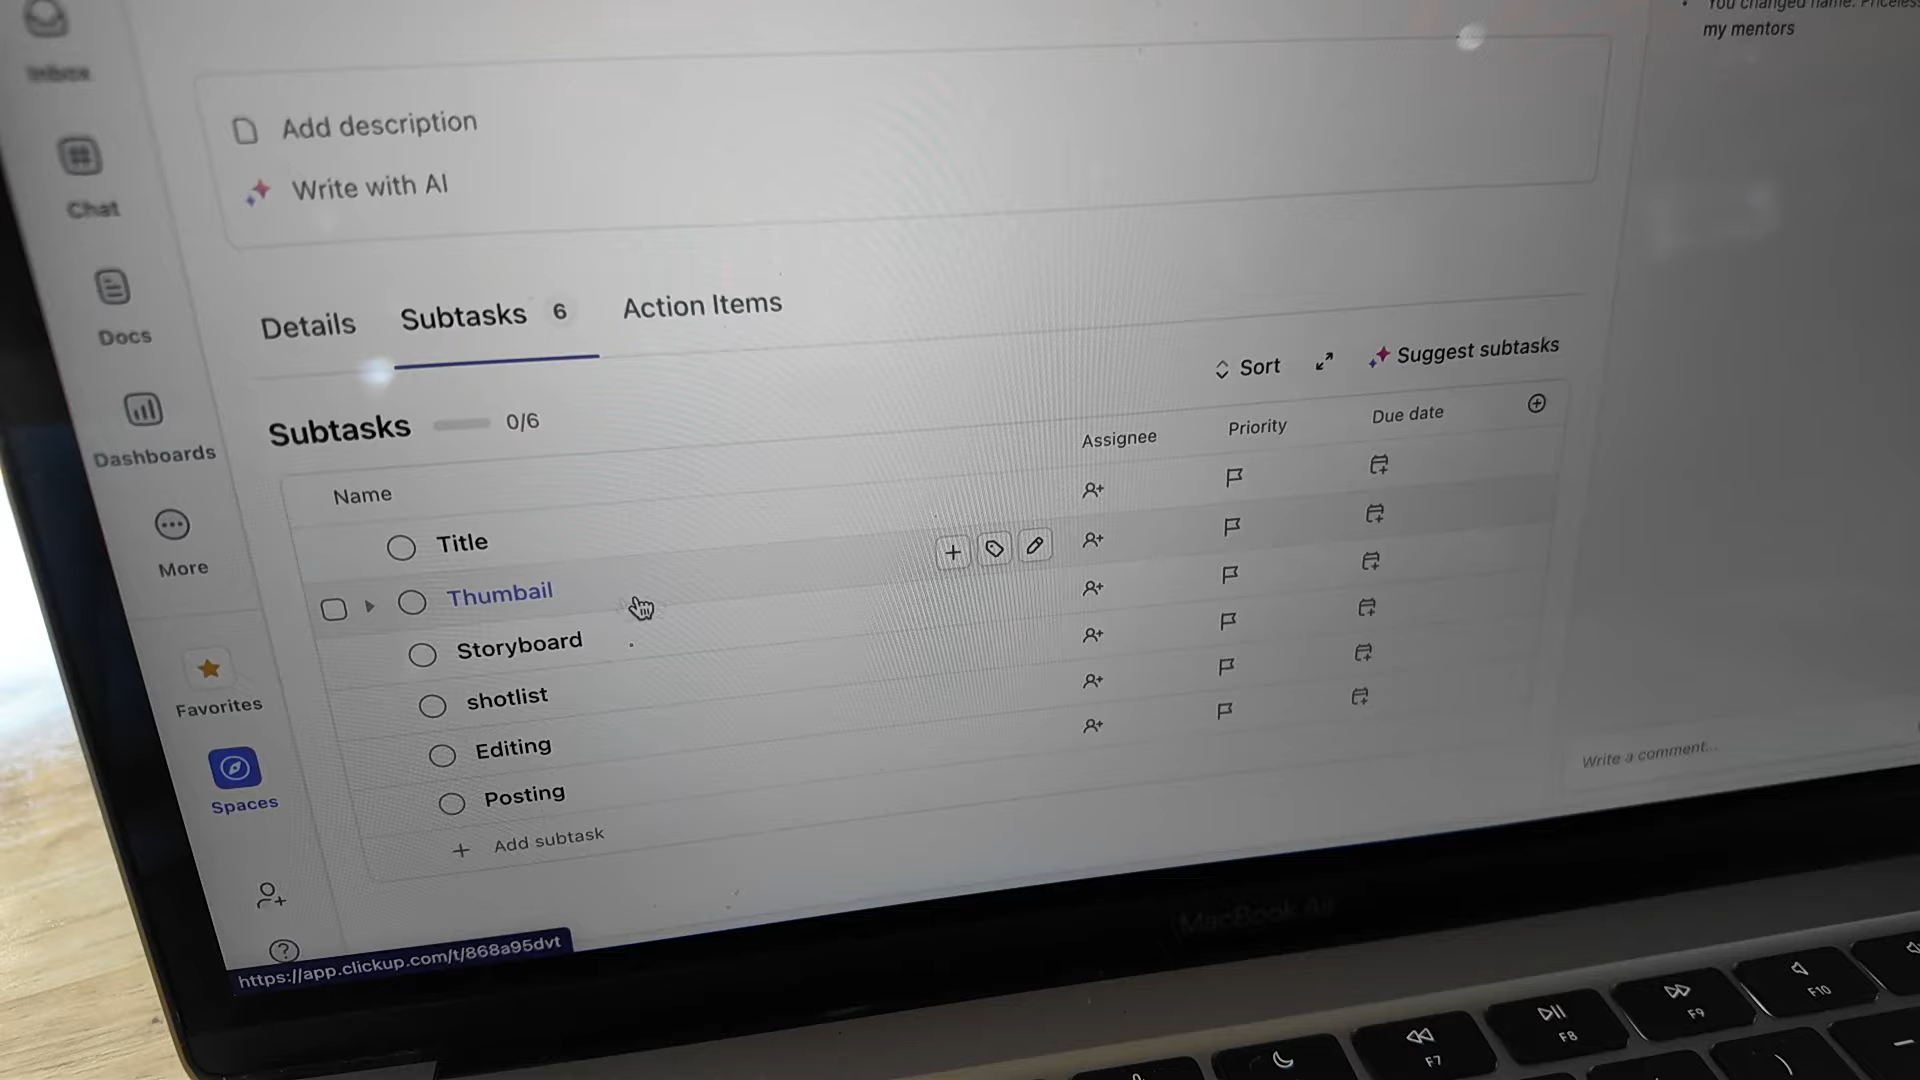 You changed name: Priceless
my mentors
Inbox
Add description
Write with AI
Chat
Docs
Details Subtasks 6 Action Items
Sort Suggest subtasks
Dashboards
Subtasks 0/6
Name Assignee Priority Due date
Title
More
Thumbail
Storyboard
Favorites
shotlist
Editing
Spaces
Posting
Write a comment...
Add subtask
https://app.clickup.com/t/868a95dvt
MacBook Air
F7
F8
F9
F10